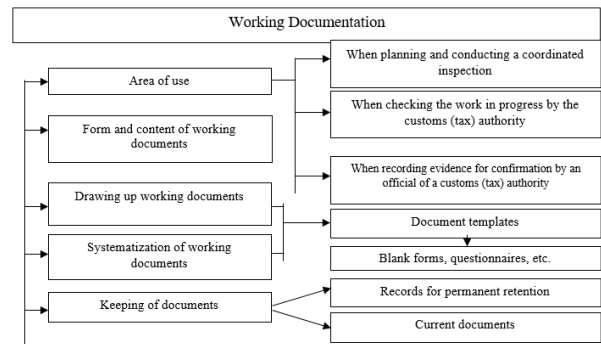 Working Documentation
Area of use
When planning and conducting a coordinated
inspection
When checking the work in progress by the
customs (tax) authority
Form and content of working
documents
When recording evidence for confirmation by an
official of a customs (tax) authority
Drawing up working documents
Document templates
Systematization of working
documents
Blank forms, questionnaires, etc.
Keeping of documents
Records for permanent retention
Current documents